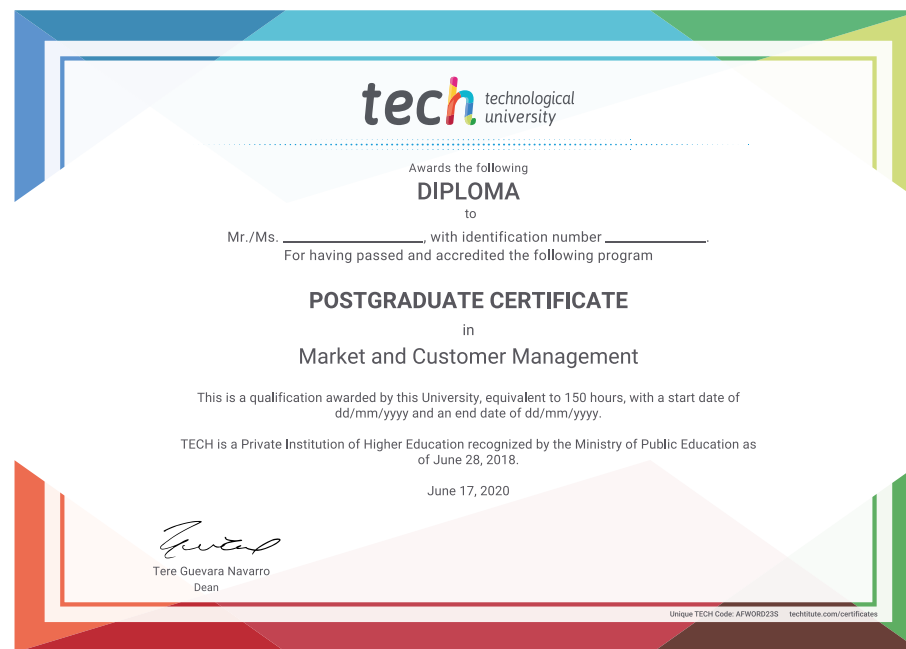 tech technological
university
Awards the following
DIPLOMA
to
Mr./Ms. ____________________, with identification number ______________.
For having passed and accredited the following program
POSTGRADUATE CERTIFICATE
in
Market and Customer Management
This is a qualification awarded by this University, equivalent to 150 hours, with a start date of
dd/mm/yyyy and an end date of dd/mm/yyyy.
TECH is a Private Institution of Higher Education recognized by the Ministry of Public Education as
of June 28, 2018.
June 17, 2020
Tere Guevara Navarro
Dean
Unique TECH Code: AFWORD23S techtitute.com/certificates